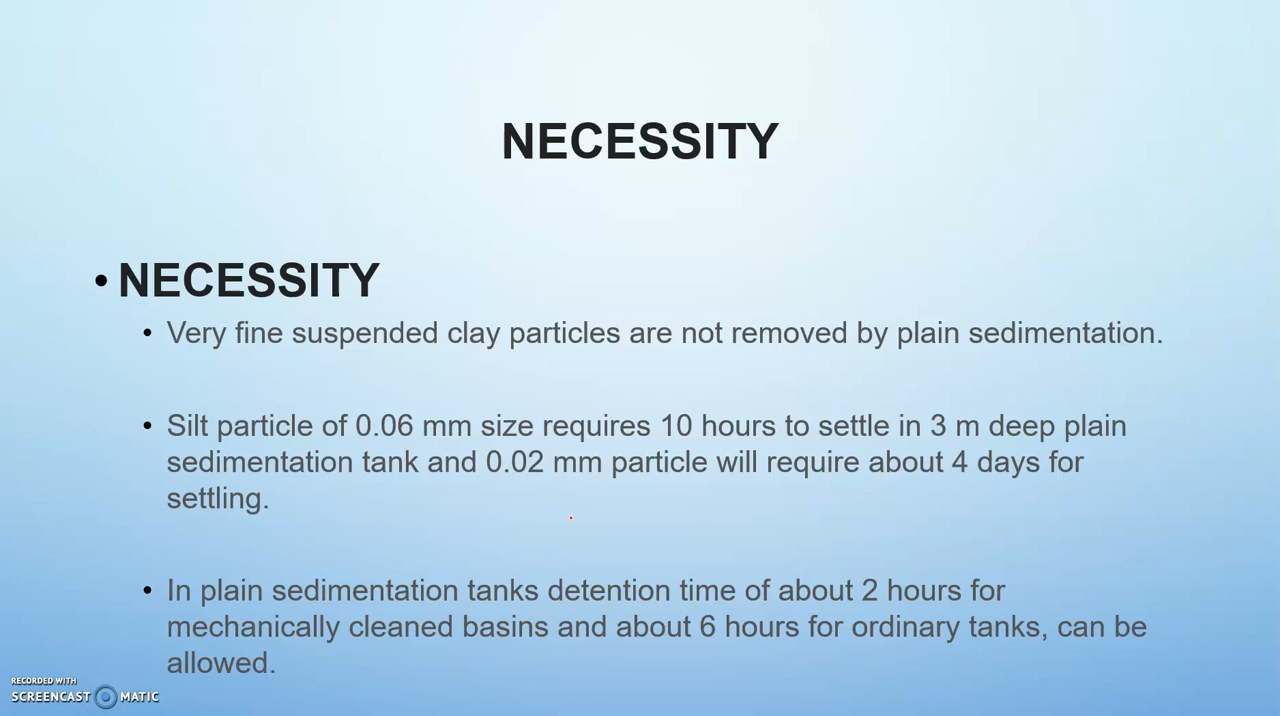 NECESSITY
• NECESSITY
• Very fine suspended clay particles are not removed by plain sedimentation.
• Silt particle of 0.06 mm size requires 10 hours to settle in 3 m deep plain
sedimentation tank and 0.02 mm particle will require about 4 days for
settling.
• In plain sedimentation tanks detention time of about 2 hours for
mechanically cleaned basins and about 6 hours for ordinary tanks, can be
allowed.
RECORDED WITH
SCREENCAST MATIC